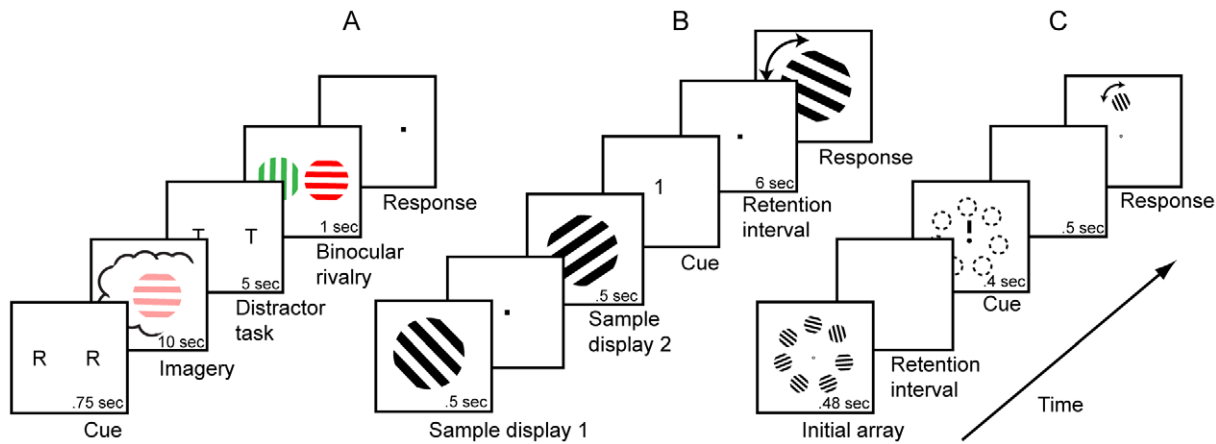 A
R R
.75 sec
Cue
10 sec
Imagery
T T
5 sec
Distractor
task
1 sec
Binocular
rivalry
Response
B
.5 sec
Sample display 1
.5 sec
Sample
display 2
1
Cue
6 sec
Retention
interval
Response
C
.48 sec
Initial array
Retention
interval
.4 sec
Cue
.5 sec
Response
Time